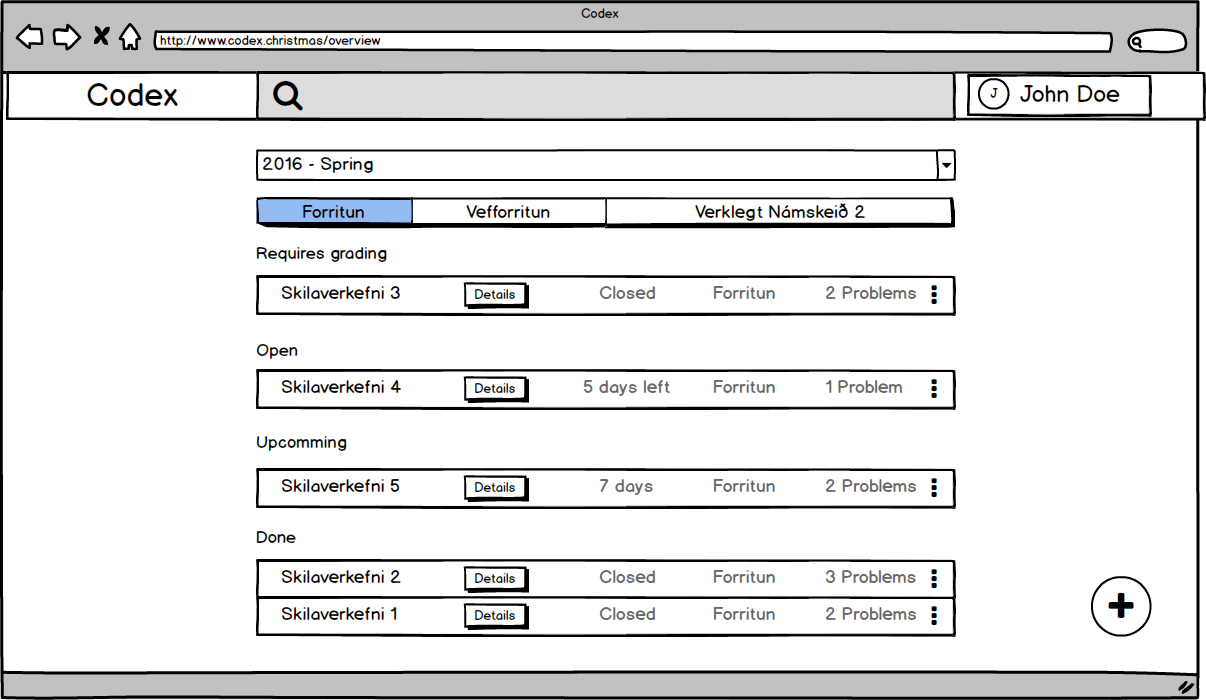 Codex
http://www.codex.christmas/overview
Codex J John Doe
2016 - Spring
Forritun Vefforritun Verklegt Námskeið 2
Requires grading
Skilaverkefni 3 Details Closed Forritun 2 Problems
Open
Skilaverkefni 4 Details 5 days left Forritun 1 Problem
Upcomming
Skilaverkefni 5 Details 7 days Forritun 2 Problems
Done
Skilaverkefni 2 Details Closed Forritun 3 Problems
Skilaverkefni 1 Details Closed Forritun 2 Problems